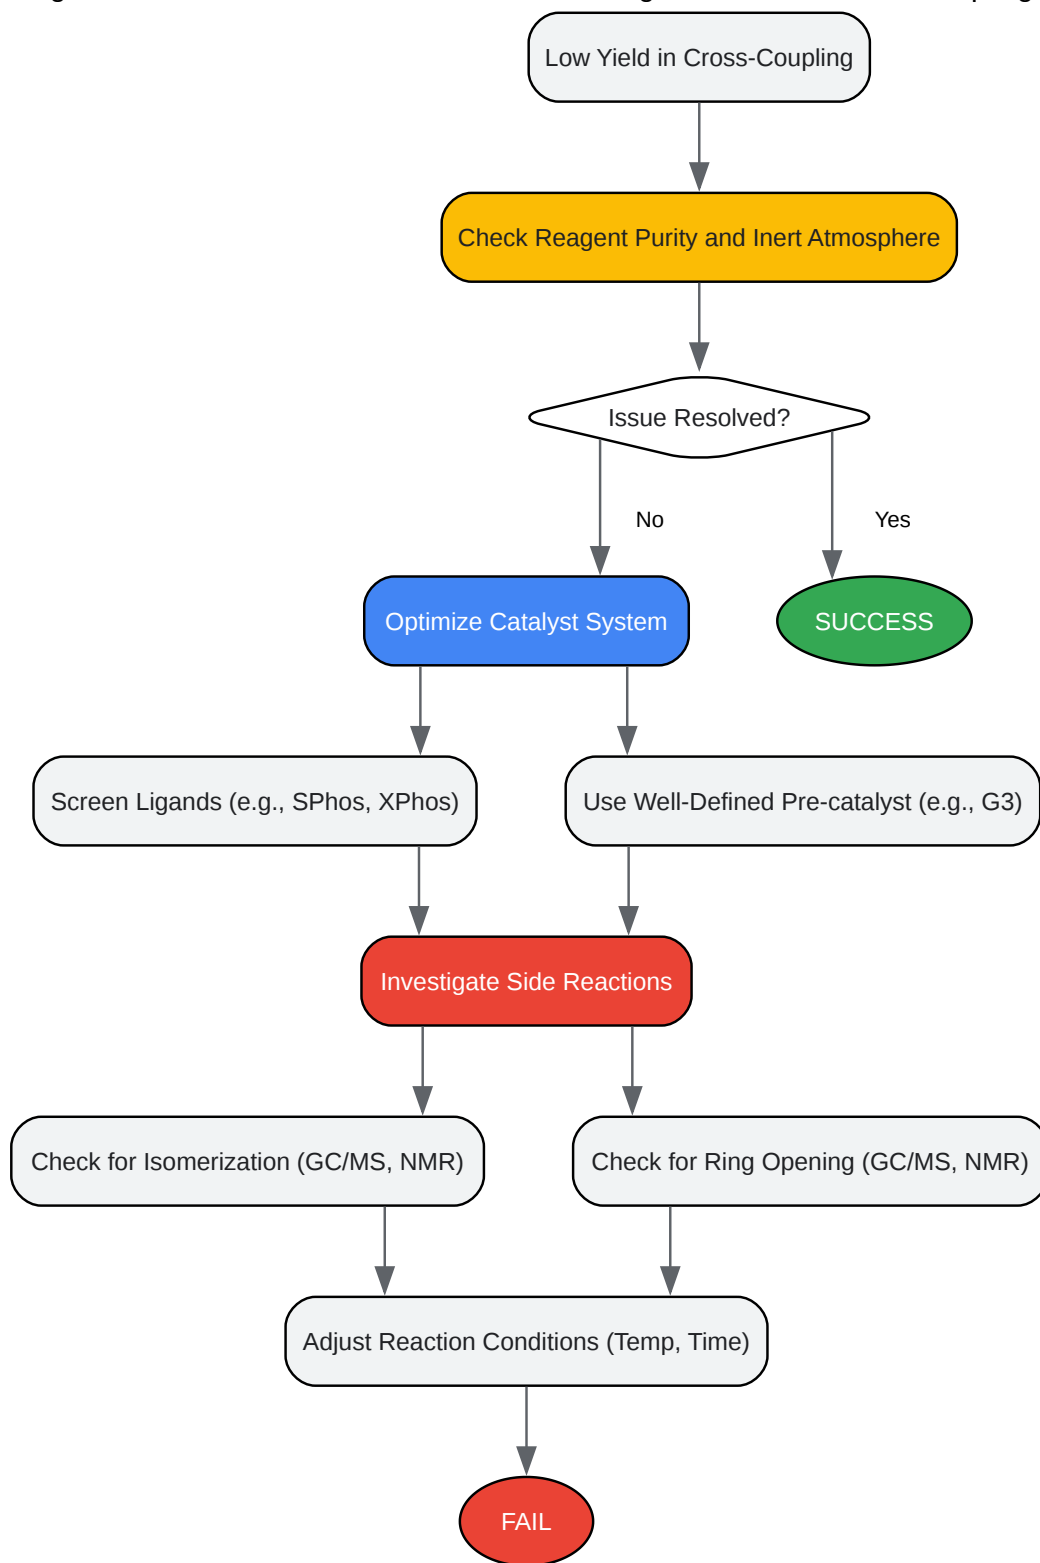 Low Yield in Cross-Coupling
Check Reagent Purity and Inert Atmosphere
Issue Resolved?
No
Yes
Optimize Catalyst System
SUCCESS
Screen Ligands (e.g., SPhos, XPhos)
Use Well-Defined Pre-catalyst (e.g., G3)
Investigate Side Reactions
Check for Isomerization (GC/MS, NMR)
Check for Ring Opening (GC/MS, NMR)
Adjust Reaction Conditions (Temp, Time)
FAIL